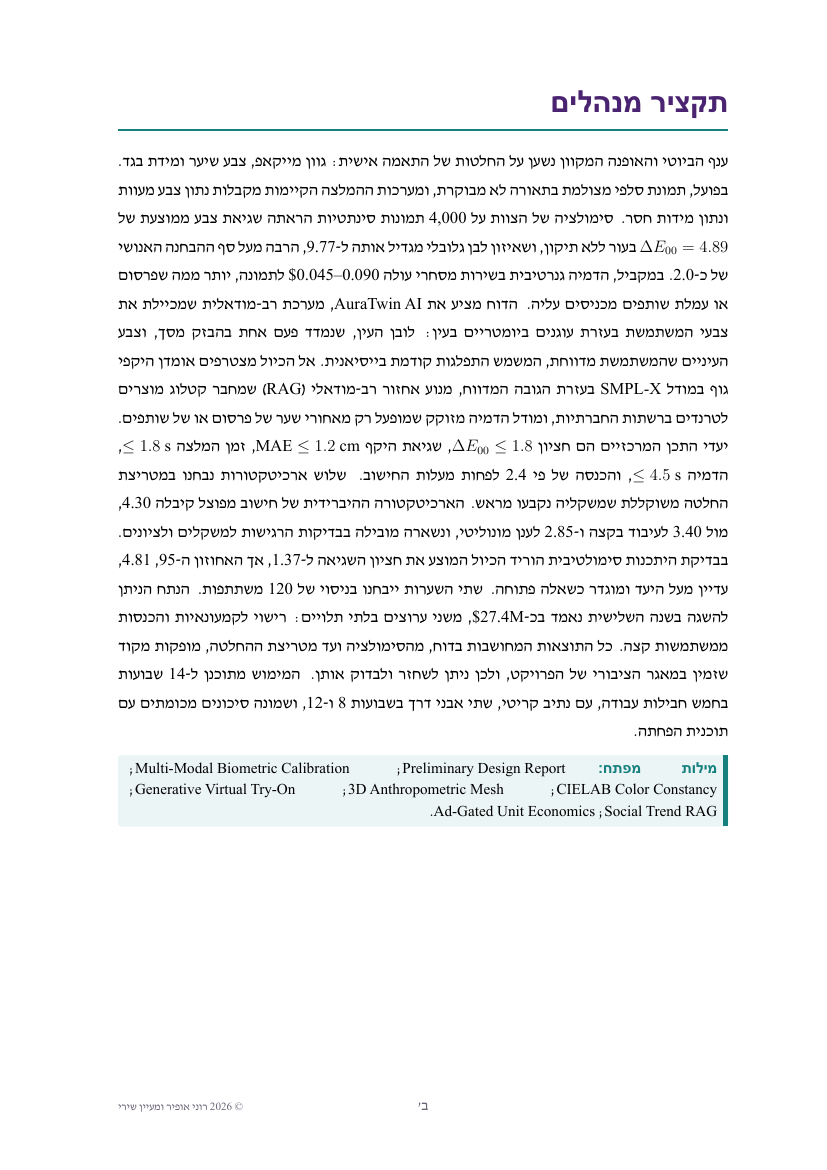 תקציר מנהלים
ענף הביוטי והאופנה המקוון נשען על החלטות של התאמה אישית: גוון מייקאפ, צבע שיער ומידת בגד.
בפועל, תמונת סלפי מצולמת בתאורה לא מבוקרת, ומערכות ההמלצה הקיימות מקבלות נתון צבע מעוות
ונתון מידות חסר. סימולציה של הצוות על 4,000 תמונות סינתטיות הראתה שגיאת צבע ממוצעת של
ΔE₀₀ = 4.89 בעור ללא תיקון, ושאיזון לבן גלובלי מגדיל אותה ל-9.77, הרבה מעל סף ההבחנה האנושי
של כ-2.0. במקביל, הדמיה גנרטיבית בשירות מסחרי עולה $0.045–0.090 לתמונה, יותר ממה שפרסום
או עמלת שותפים מכניסים עליה. הדוח מציע את AuraTwin AI, מערכת רב-מודאלית שמכיילת את
צבעי המשתמשת בעזרת עוגנים ביומטריים בעין: לובן העין, שנמדד פעם אחת בהבזק מסך, וצבע
העיניים שהמשתמשת מדווחת, המשמש התפלגות קודמת בייסיאנית. אל הכיול מצטרפים אומדן היקפי
גוף במודל SMPL-X בעזרת הגובה המדווח, מנוע אחזור רב-מודאלי (RAG) שמחבר קטלוג מוצרים
לטרנדים ברשתות החברתיות, ומודל הדמיה מזוקק שמופעל רק מאחורי שער של פרסום או של שותפים.
יעדי התכן המרכזיים הם חציון ΔE₀₀ ≤ 1.8, שגיאת היקף MAE ≤ 1.2 cm, זמן המלצה ≤ 1.8 s,
הדמיה ≤ 4.5 s, והכנסה של פי 2.4 לפחות מעלות החישוב. שלוש ארכיטקטורות נבחנו במטריצת
החלטה משוקללת שמשקליה נקבעו מראש. הארכיטקטורה ההיברידית של חישוב מפוצל קיבלה 4.30,
מול 3.40 לעיבוד בקצה ו-2.85 לענן מונוליטי, ונשארה מובילה בבדיקות הרגישות למשקלים ולציונים.
בבדיקת היתכנות סימולטיבית הוריד הכיול המוצע את חציון השגיאה ל-1.37, אך האחוזון ה-95, 4.81,
עדיין מעל היעד ומוגדר כשאלה פתוחה. שתי השערות ייבחנו בניסוי של 120 משתתפות. הנתח הניתן
להשגה בשנה השלישית נאמד בכ-$27.4M, משני ערוצים בלתי תלויים: רישוי לקמעונאיות והכנסות
ממשתמשות קצה. כל התוצאות המחושבות בדוח, מהסימולציה ועד מטריצת ההחלטה, מופקות מקוד
שזמין במאגר הציבורי של הפרויקט, ולכן ניתן לשחזר ולבדוק אותן. המימוש מתוכנן ל-14 שבועות
בחמש חבילות עבודה, עם נתיב קריטי, שתי אבני דרך בשבועות 8 ו-12, ושמונה סיכונים מכומתים עם
תוכנית הפחתה.
מילות מפתח: Preliminary Design Report; Multi-Modal Biometric Calibration;
CIELAB Color Constancy; 3D Anthropometric Mesh; Generative Virtual Try-On;
Social Trend RAG; Ad-Gated Unit Economics.
ב׳
© 2026 רוני אופיר ומעיין שירי